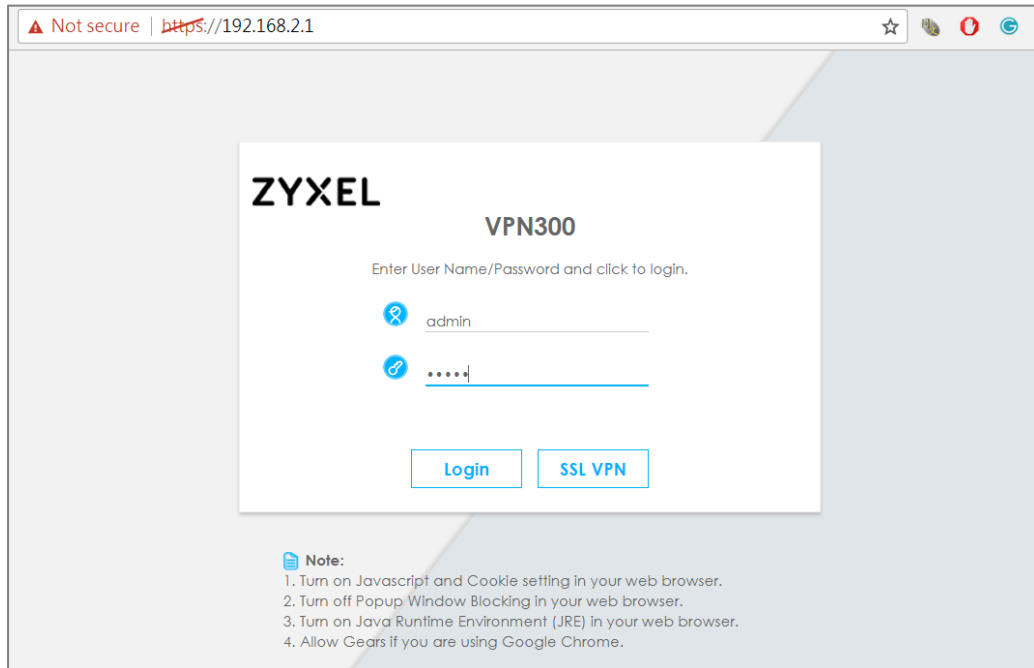 Not secure | https://192.168.2.1
ZYXEL
VPN300
Enter User Name/Password and click to login.
admin
•••••
Login
SSL VPN
Note:
1. Turn on Javascript and Cookie setting in your web browser.
2. Turn off Popup Window Blocking in your web browser.
3. Turn on Java Runtime Environment (JRE) in your web browser.
4. Allow Gears if you are using Google Chrome.